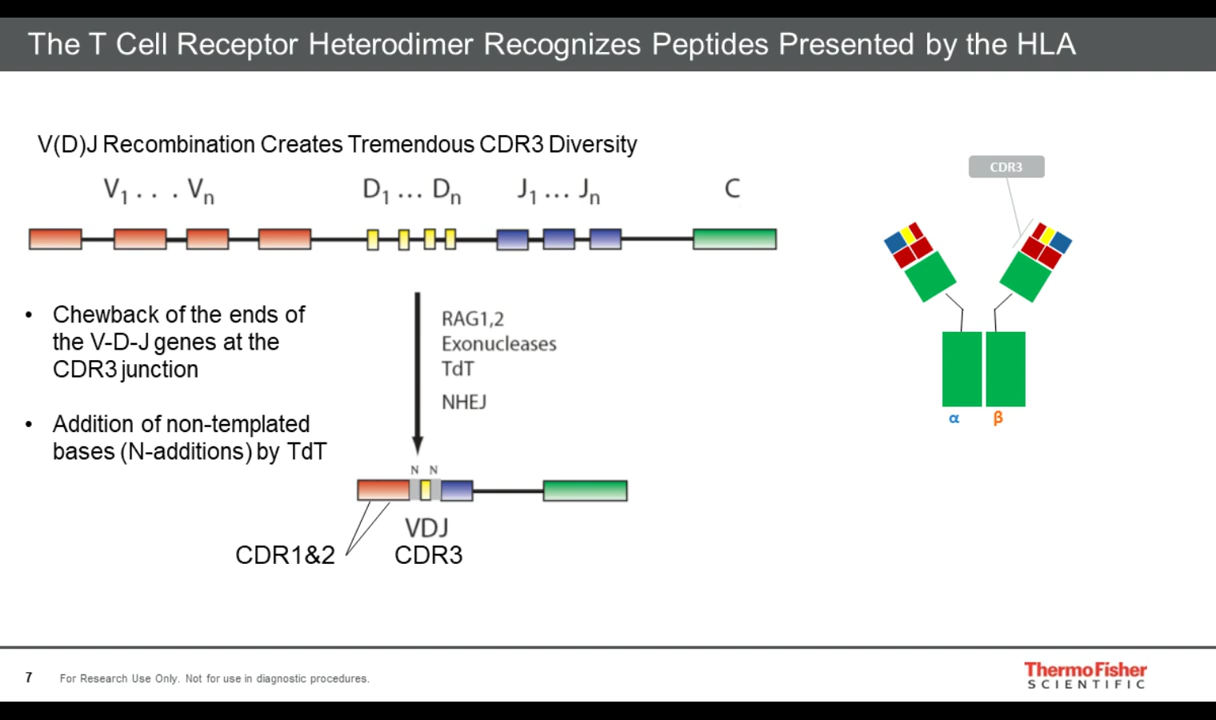 The T Cell Receptor Heterodimer Recognizes Peptides Presented by the HLA
V(D)J Recombination Creates Tremendous CDR3 Diversity
V1 . . . Vn
D1 ... Dn
J1 ... Jn
C
• Chewback of the ends of
the V-D-J genes at the
CDR3 junction
• Addition of non-templated
bases (N-additions) by TdT
RAG1,2
Exonucleases
TdT
NHEJ
N N
VDJ
CDR1&2
CDR3
CDR3
α
β
7
For Research Use Only. Not for use in diagnostic procedures.
ThermoFisher
SCIENTIFIC